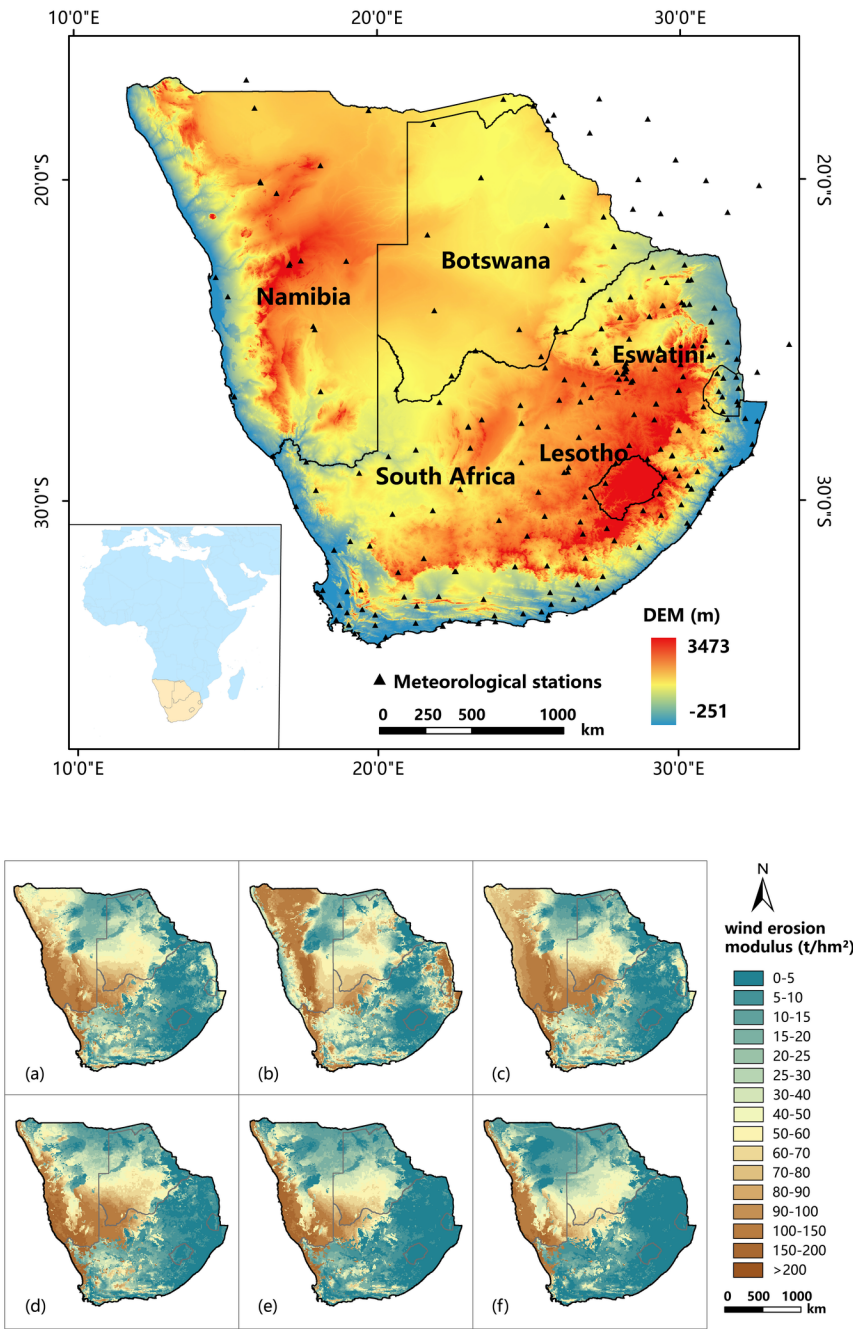 10'0"E 20'0"E 30'0"E
20'0"S
20'0"S
Botswana
Namibia
Eswatini
Lesotho
South Africa
30'0"S
30'0"S
DEM (m)
3473
-251
Meteorological stations
0 250 500 1000
km
10'0"E 20'0"E 30'0"E
N
wind erosion
modulus (t/hm²)
0-5
5-10
10-15
15-20
20-25
25-30
30-40
40-50
50-60
60-70
70-80
80-90
90-100
100-150
150-200
>200
0 500 1000
km
(a) (b) (c)
(d) (e) (f)